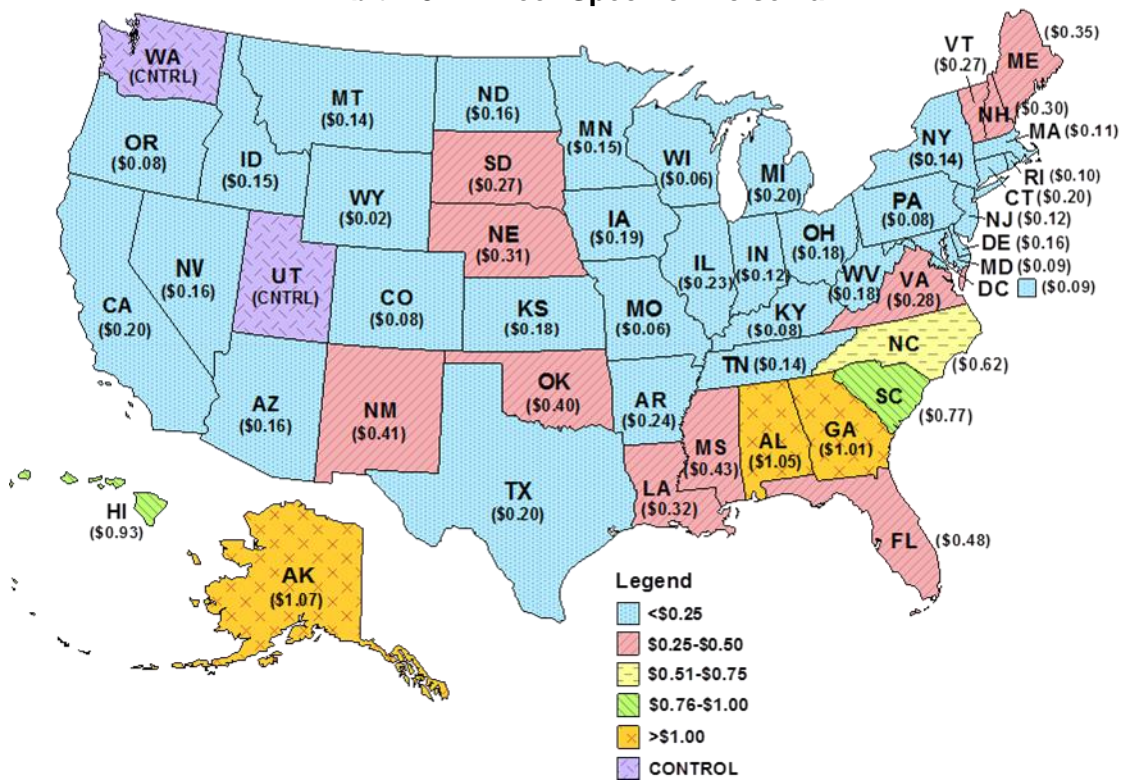 WA
(CNTRL)
MT
($0.14)
ND
($0.16)
MN
($0.15)
VT
($0.27)
ME
($0.35)
NH
($0.30)
OR
($0.08)
ID
($0.15)
SD
($0.27)
WI
($0.06)
MI
($0.20)
NY
($0.14)
MA ($0.11)
RI ($0.10)
CT ($0.20)
NJ ($0.12)
DE ($0.16)
MD ($0.09)
DC ($0.09)
WY
($0.02)
NE
($0.31)
IA
($0.19)
PA
($0.08)
OH
($0.18)
IN
($0.12)
IL
($0.23)
WV
($0.18)
VA
($0.28)
NV
($0.16)
UT
(CNTRL)
CO
($0.08)
KS
($0.18)
MO
($0.06)
KY
($0.08)
CA
($0.20)
NC
($0.62)
TN ($0.14)
AZ
($0.16)
NM
($0.41)
OK
($0.40)
AR
($0.24)
SC
($0.77)
MS
($0.43)
AL
($1.05)
GA
($1.01)
TX
($0.20)
LA
($0.32)
FL
($0.48)
HI
($0.93)
AK
($1.07)
Legend
<$0.25
$0.25-$0.50
$0.51-$0.75
$0.76-$1.00
>$1.00
CONTROL